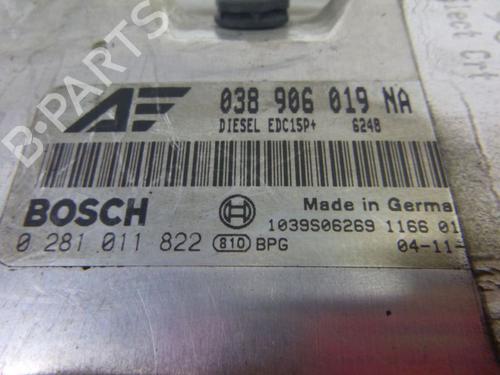 AE 038 906 019 NA
DIESEL EDC15P+ 6248
BOSCH
Made in Germa
0 281 011 822 810 BPG
1039S06269 1166 01
04-11-
B-PARTS